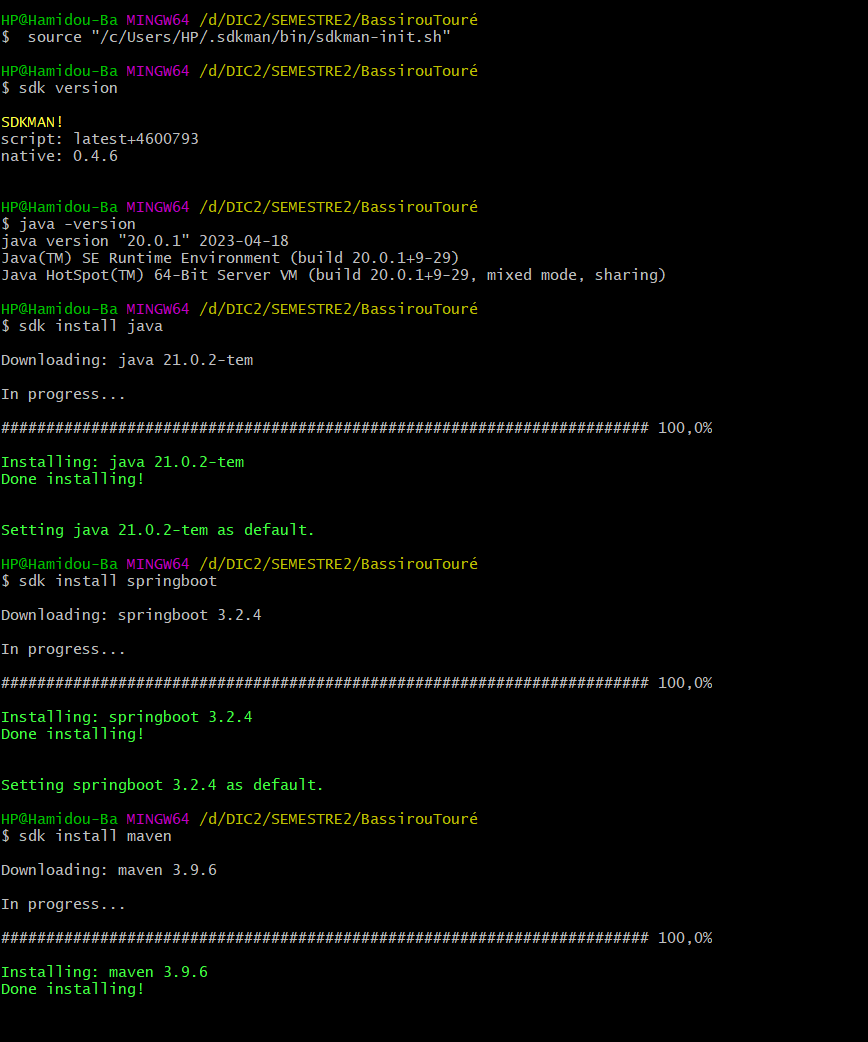 HP@Hamidou-Ba MINGW64 /d/DIC2/SEMESTRE2/BassirouTouré
$  source "/c/Users/HP/.sdkman/bin/sdkman-init.sh"
HP@Hamidou-Ba MINGW64 /d/DIC2/SEMESTRE2/BassirouTouré
$ sdk version
SDKMAN!
script: latest+4600793
native: 0.4.6
HP@Hamidou-Ba MINGW64 /d/DIC2/SEMESTRE2/BassirouTouré
$ java -version
java version "20.0.1" 2023-04-18
Java(TM) SE Runtime Environment (build 20.0.1+9-29)
Java HotSpot(TM) 64-Bit Server VM (build 20.0.1+9-29, mixed mode, sharing)
HP@Hamidou-Ba MINGW64 /d/DIC2/SEMESTRE2/BassirouTouré
$ sdk install java
Downloading: java 21.0.2-tem
In progress...
######################################################################## 100,0%
Installing: java 21.0.2-tem
Done installing!
Setting java 21.0.2-tem as default.
HP@Hamidou-Ba MINGW64 /d/DIC2/SEMESTRE2/BassirouTouré
$ sdk install springboot
Downloading: springboot 3.2.4
In progress...
######################################################################## 100,0%
Installing: springboot 3.2.4
Done installing!
Setting springboot 3.2.4 as default.
HP@Hamidou-Ba MINGW64 /d/DIC2/SEMESTRE2/BassirouTouré
$ sdk install maven
Downloading: maven 3.9.6
In progress...
######################################################################## 100,0%
Installing: maven 3.9.6
Done installing!